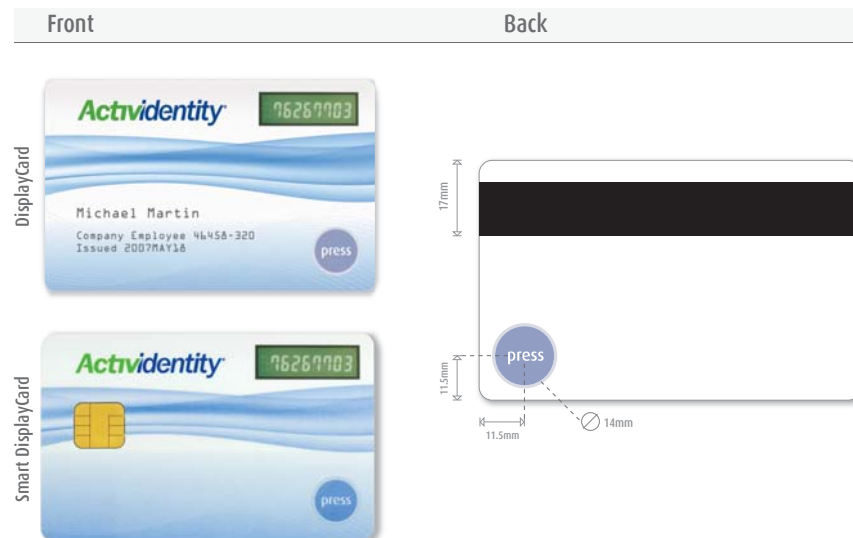 Front
Back
DisplayCard
ActivIdentity
76267703
Michael Martin
Company Employee 46458-320
Issued 2007MAY18
press
17mm
press
11.5mm
11.5mm
14mm
Smart DisplayCard
ActivIdentity
76267703
press